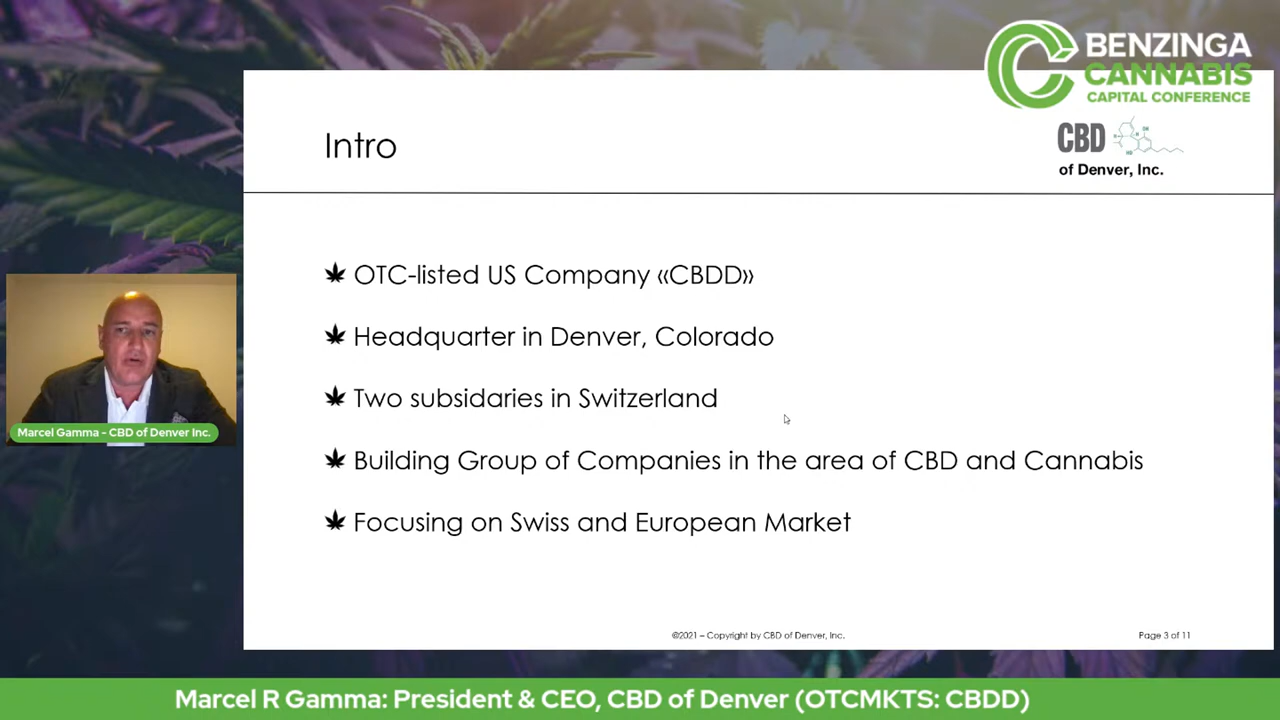 BENZINGA
CANNABIS
CAPITAL CONFERENCE
Intro
CBD
of Denver, Inc.
OTC-listed US Company «CBDD»
Headquarter in Denver, Colorado
Two subsidaries in Switzerland
Building Group of Companies in the area of CBD and Cannabis
Focusing on Swiss and European Market
Marcel Gamma - CBD of Denver Inc.
©2021 – Copyright by CBD of Denver, Inc.
Page 3 of 11
Marcel R Gamma: President & CEO, CBD of Denver (OTCMKTS: CBDD)